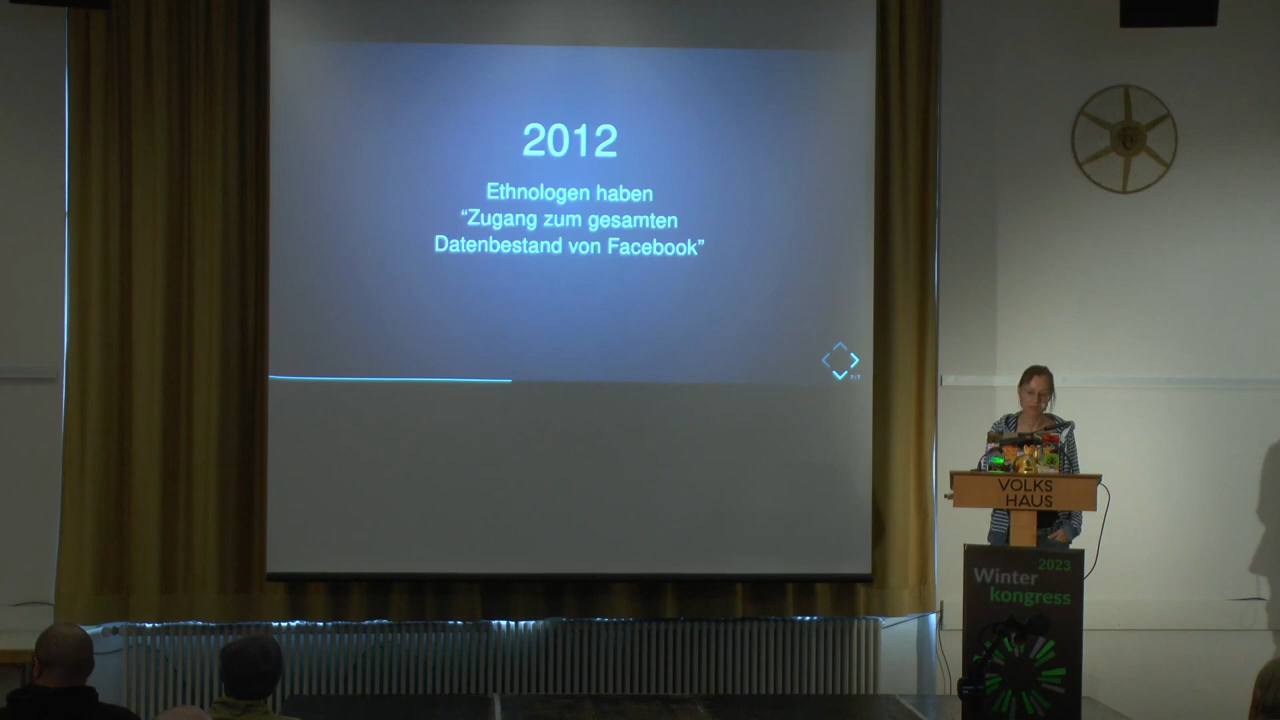 2012
Ethnologen haben
“Zugang zum gesamten
Datenbestand von Facebook”
VOLKS
HAUS
2023
Winter
kongress